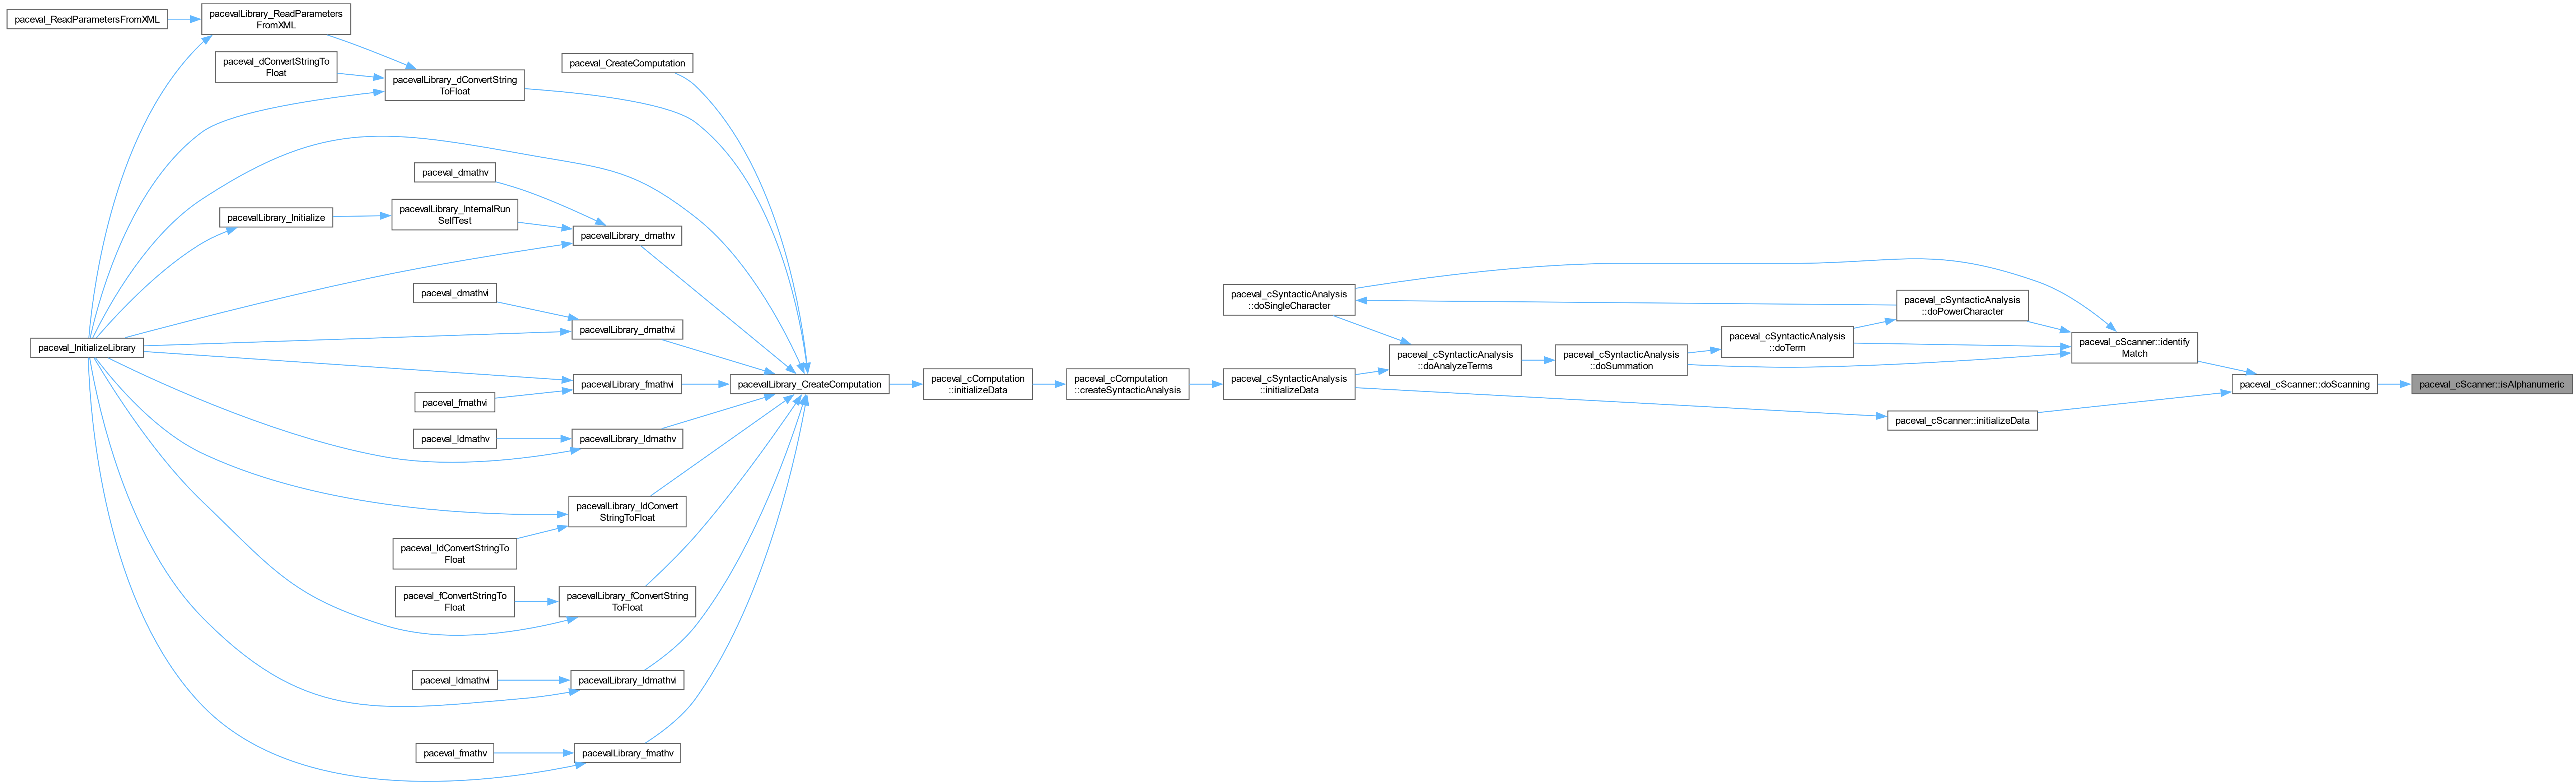 paceval_ReadParametersFromXML
pacevalLibrary_ReadParameters
FromXML
paceval_dConvertStringTo
Float
pacevalLibrary_dConvertString
ToFloat
paceval_CreateComputation
paceval_dmathv
pacevalLibrary_Initialize
pacevalLibrary_InternalRun
SelfTest
pacevalLibrary_dmathv
paceval_dmathvi
pacevalLibrary_dmathvi
paceval_InitializeLibrary
pacevalLibrary_fmathvi
paceval_fmathvi
pacevalLibrary_CreateComputation
paceval_cComputation
::initializeData
paceval_cComputation
::createSyntacticAnalysis
paceval_cSyntacticAnalysis
::doSingleCharacter
paceval_cSyntacticAnalysis
::initializeData
paceval_cSyntacticAnalysis
::doAnalyzeTerms
paceval_cSyntacticAnalysis
::doSummation
paceval_cSyntacticAnalysis
::doTerm
paceval_cSyntacticAnalysis
::doPowerCharacter
paceval_cScanner::identify
Match
paceval_cScanner::initializeData
paceval_cScanner::doScanning
paceval_cScanner::isAlphanumeric
paceval_ldmathv
pacevalLibrary_ldmathv
pacevalLibrary_ldConvert
StringToFloat
paceval_ldConvertStringTo
Float
paceval_fConvertStringTo
Float
pacevalLibrary_fConvertString
ToFloat
paceval_ldmathvi
pacevalLibrary_ldmathvi
paceval_fmathv
pacevalLibrary_fmathv